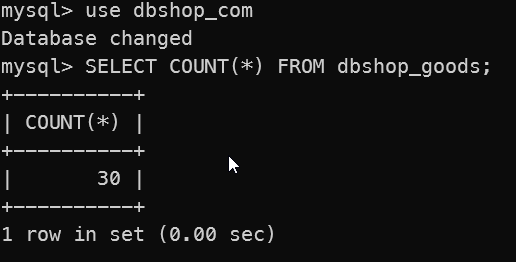 mysql> use dbshop_com
Database changed
mysql> SELECT COUNT(*) FROM dbshop_goods;
+----------+
| COUNT(*) |
+----------+
|       30 |
+----------+
1 row in set (0.00 sec)